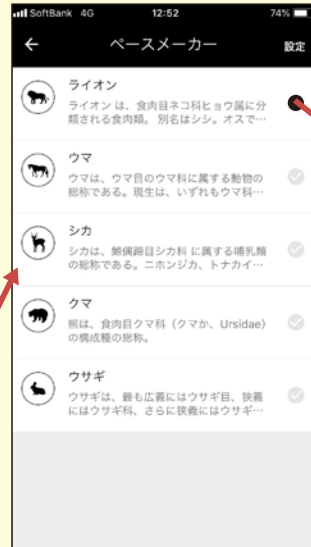 SoftBank 4G 12:52 74%
ペースメーカー 設定
ライオン
ライオン は、食肉目ネコ科ヒョウ属に分
類される食肉類。 別名はシシ。オスで…
ウマ
ウマは、ウマ目のウマ科に属する動物の
総称である。現生は、いずれもウマ科…
シカ
シカは、鯨偶蹄目シカ科 に属する哺乳類
の総称である。ニホンジカ、トナカイ…
クマ
熊は、食肉目クマ科（クマか、Ursidae）
の構成種の総称。
ウサギ
ウサギは、最も広義にはウサギ目、狭義
にはウサギ科、さらに狭義にはウサギ…